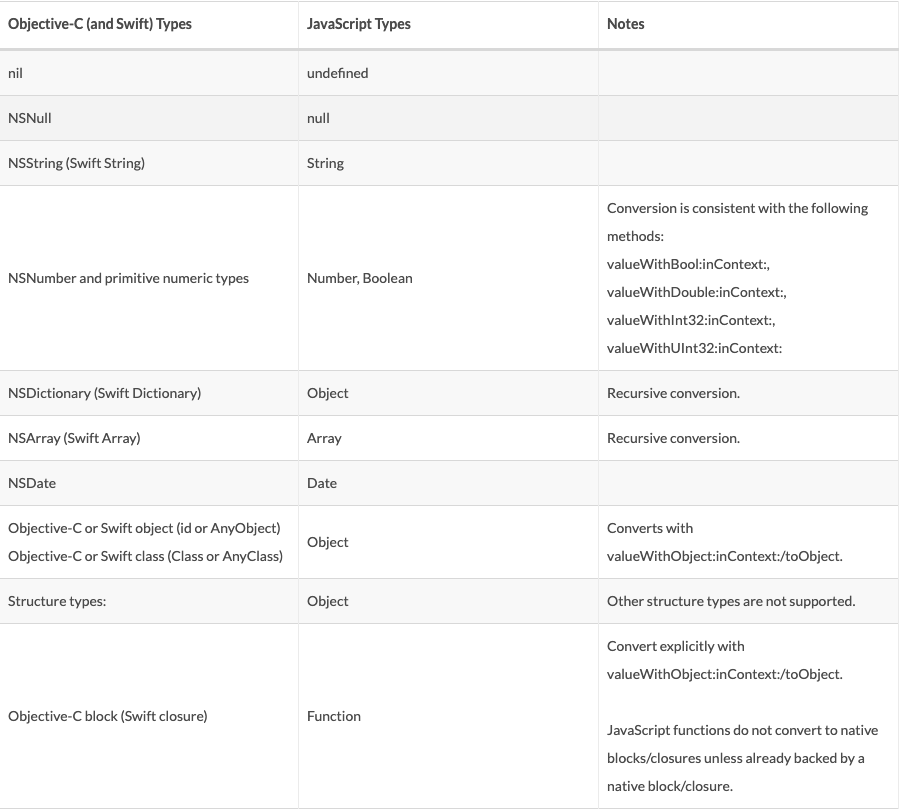 Objective-C (and Swift) Types
JavaScript Types
Notes
nil
undefined
NSNull
null
NSString (Swift String)
String
NSNumber and primitive numeric types
Number, Boolean
Conversion is consistent with the following
methods:
valueWithBool:inContext:,
valueWithDouble:inContext:,
valueWithInt32:inContext:,
valueWithUInt32:inContext:
NSDictionary (Swift Dictionary)
Object
Recursive conversion.
NSArray (Swift Array)
Array
Recursive conversion.
NSDate
Date
Objective-C or Swift object (id or AnyObject)
Objective-C or Swift class (Class or AnyClass)
Object
Converts with
valueWithObject:inContext:/toObject.
Structure types:
Object
Other structure types are not supported.
Objective-C block (Swift closure)
Function
Convert explicitly with
valueWithObject:inContext:/toObject.
JavaScript functions do not convert to native
blocks/closures unless already backed by a
native block/closure.